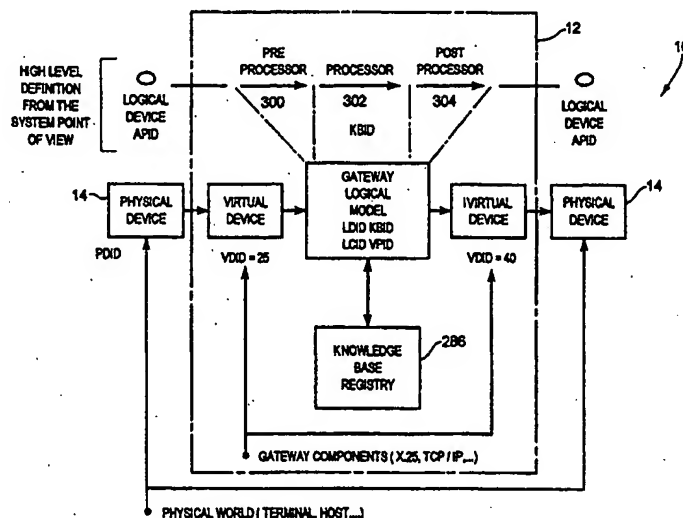 12
10
HIGH LEVEL
DEFINITION
FROM THE
SYSTEM POINT
OF VIEW
LOGICAL
DEVICE
APID
PRE
PROCESSOR
300
PROCESSOR
302
KBID
POST
PROCESSOR
304
LOGICAL
DEVICE
APID
14
PHYSICAL
DEVICE
PDID
VIRTUAL
DEVICE
VDID = 25
GATEWAY
LOGICAL
MODEL
LDID KBID
LCID VPID
IVIRTUAL
DEVICE
VDID = 40
14
PHYSICAL
DEVICE
KNOWLEDGE
BASE
REGISTRY
286
GATEWAY COMPONENTS ( X.25, TCP / IP,...)
PHYSICAL WORLD ( TERMINAL, HOST,...)